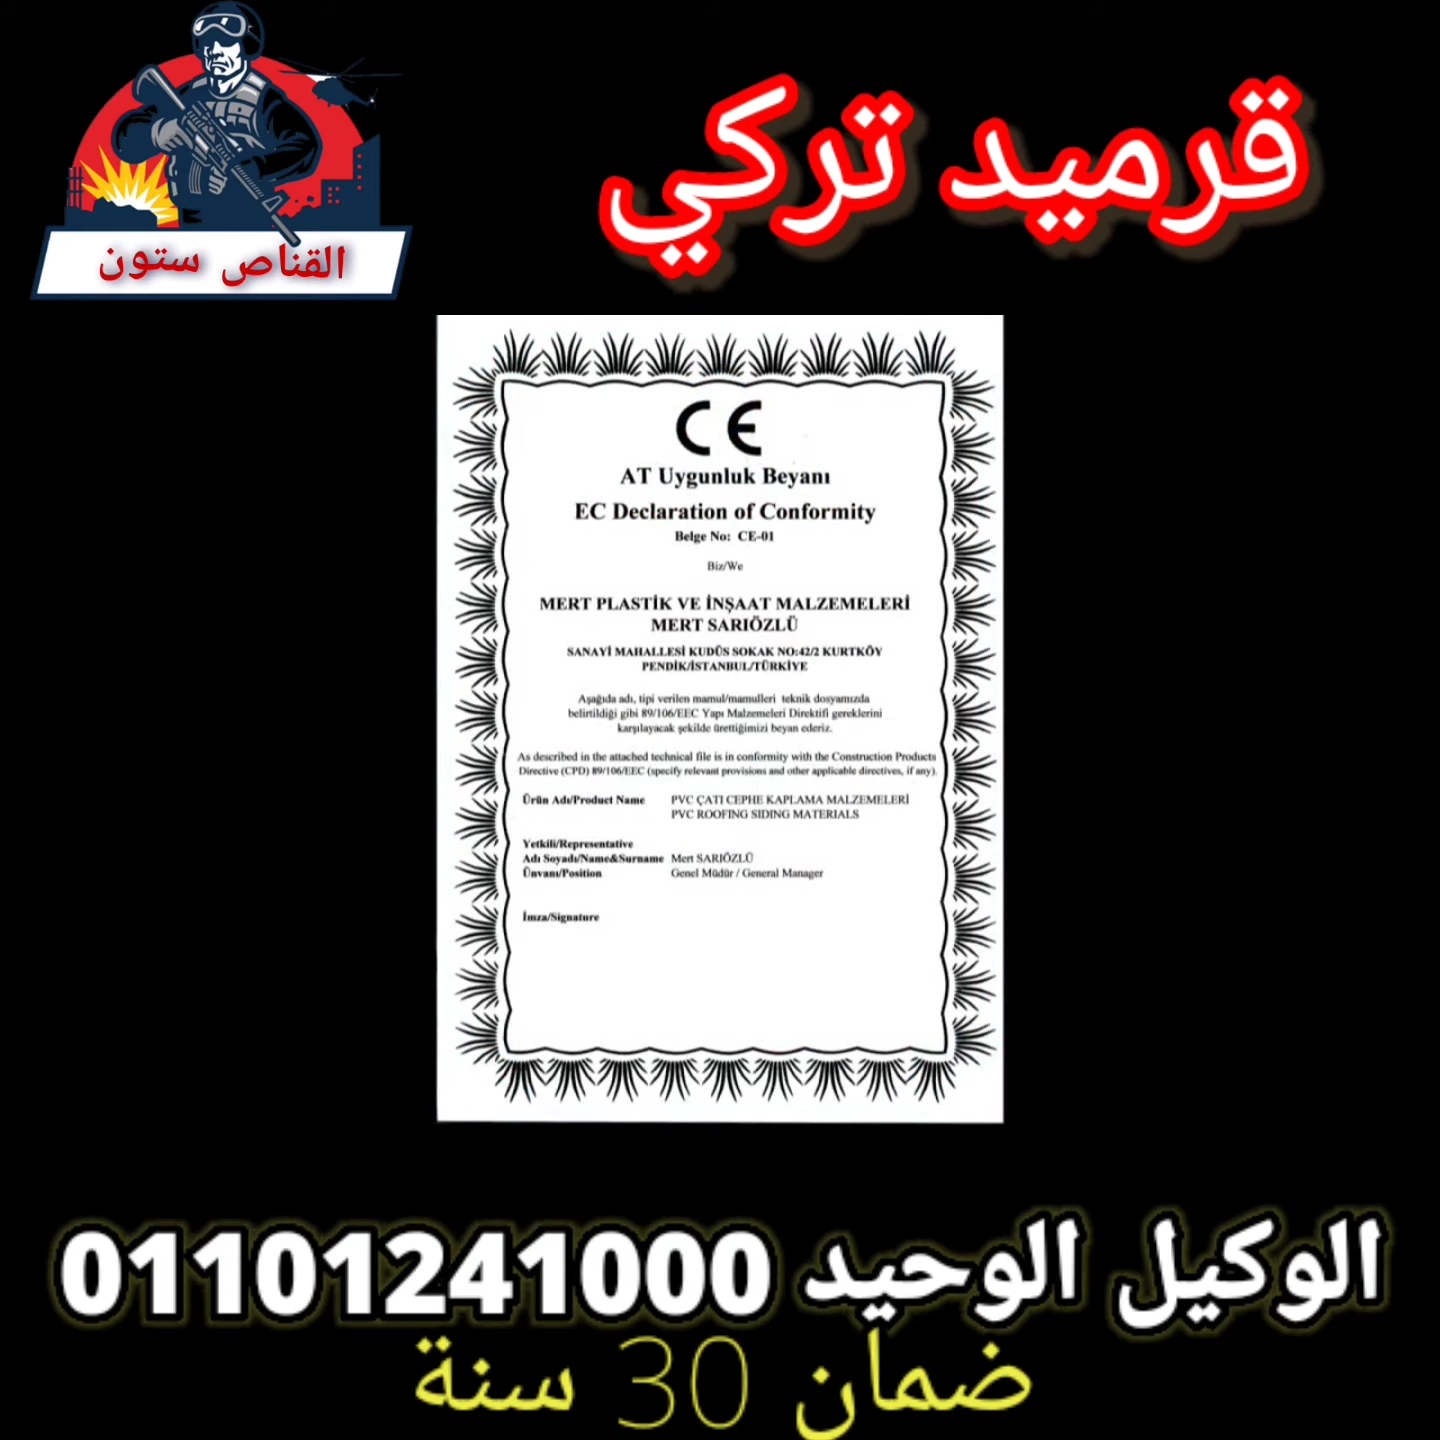 قرميد تركي
القناص ستون
CE
AT Uygunluk Beyanı
EC Declaration of Conformity
Belge No: CE-01
Biz/We
MERT PLASTİK VE İNŞAAT MALZEMELERİ
MERT SARIÖZLÜ
SANAYİ MAHALLESİ KUDÜS SOKAK NO:42/2 KURTKÖY
PENDİK/İSTANBUL/TÜRKİYE
Aşağıda adı, tipi verilen mamul/mamulleri teknik dosyamızda
belirtildiği gibi 89/106/EEC Yapı Malzemeleri Direktifi gereklerini
karşılayacak şekilde ürettiğimizi beyan ederiz.
As described in the attached technical file is in conformity with the Construction Products
Directive (CPD) 89/106/EEC (specify relevant provisions and other applicable directives, if any).
Ürün Adı/Product Name PVC ÇATI CEPHE KAPLAMA MALZEMELERİ
PVC ROOFING SIDING MATERIALS
Yetkili/Representative
Adı Soyadı/Name&Surname Mert SARIÖZLÜ
Ünvanı/Position Genel Müdür / General Manager
İmza/Signature
الوكيل الوحيد 01101241000
ضمان 30 سنة